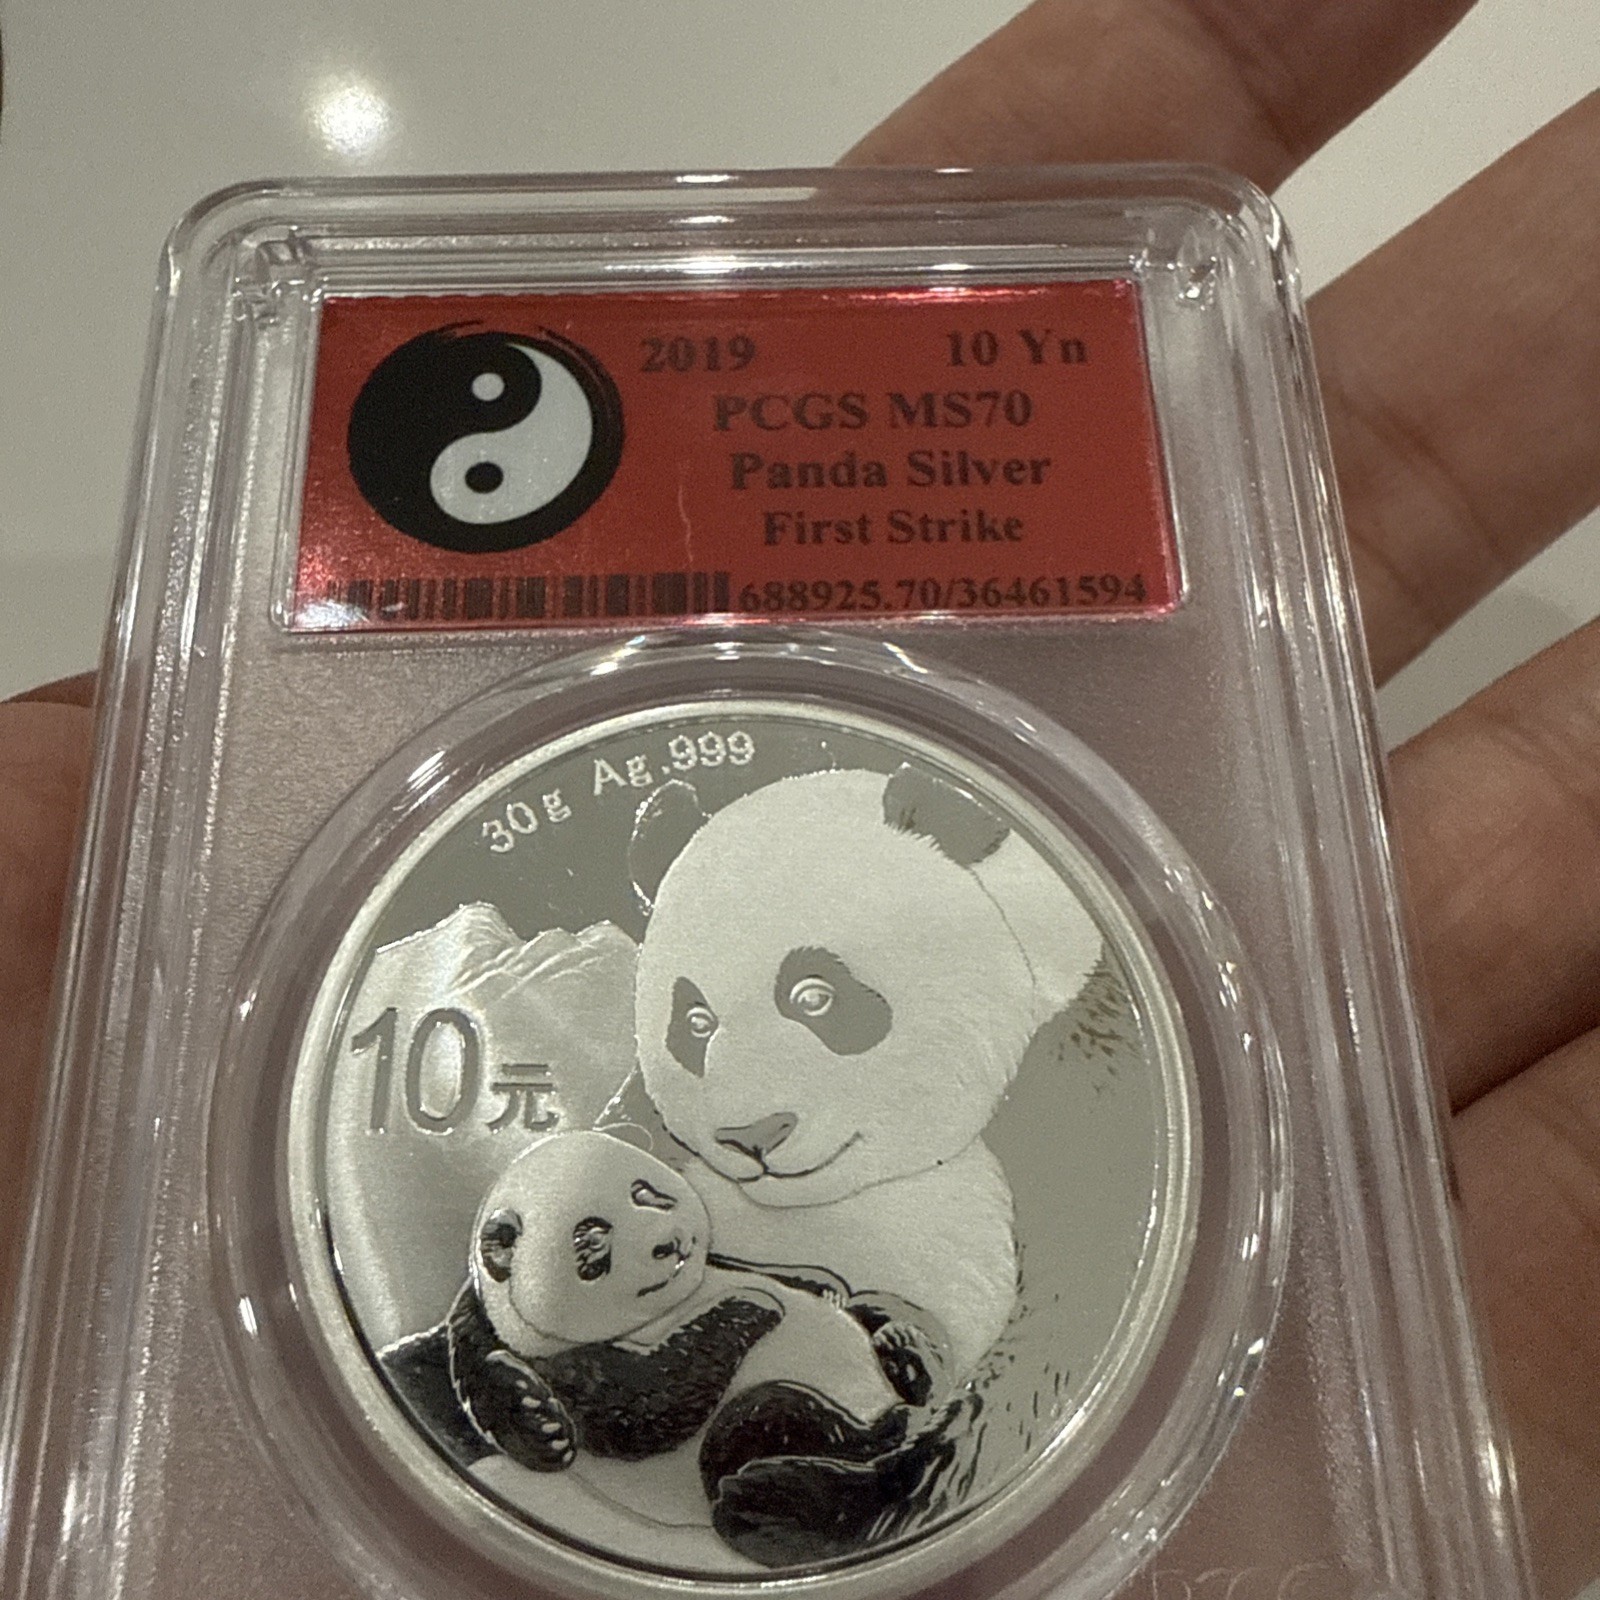 2019 10 Yn
PCGS MS70
Panda Silver
First Strike
688925.70/36461594
30g Ag.999
10元